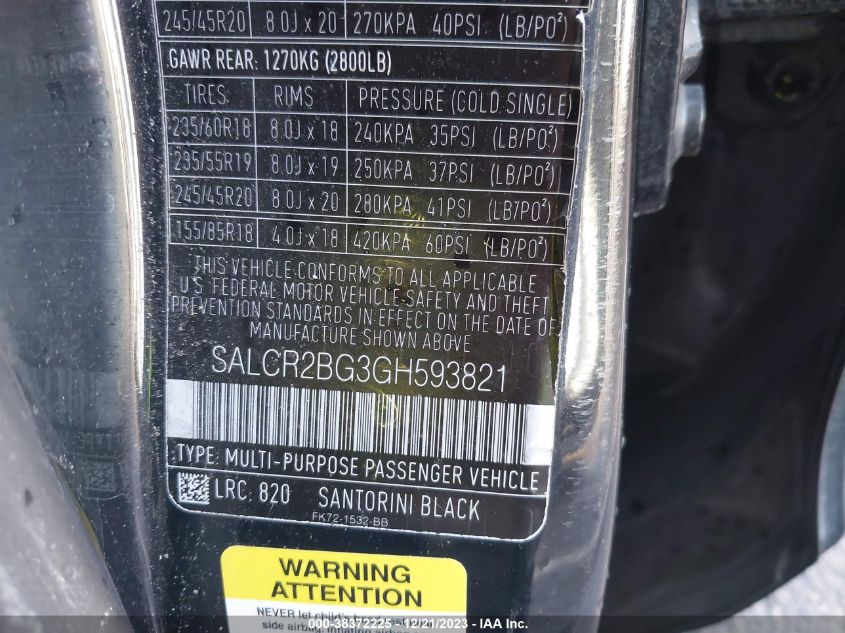 245/45R20 8.0J x 20 270KPA 40PSI (LB/PO²)
GAWR REAR: 1270KG (2800LB)
TIRES RIMS PRESSURE (COLD SINGLE)
235/60R18 8.0J x 18 240KPA 35PSI (LB/PO²)
235/55R19 8.0J x 19 250KPA 37PSI (LB/PO²)
245/45R20 8.0J x 20 280KPA 41PSI (LB/PO²)
155/85R18 4.0J x 18 420KPA 60PSI (LB/PO²)
THIS VEHICLE CONFORMS TO ALL APPLICABLE
U.S. FEDERAL MOTOR VEHICLE SAFETY AND THEFT
PREVENTION STANDARDS IN EFFECT ON THE DATE OF
MANUFACTURE SHOWN ABOVE
SALCR2BG3GH593821
TYPE: MULTI-PURPOSE PASSENGER VEHICLE
LRC: 820 SANTORINI BLACK
FK72-1532-BB
WARNING
ATTENTION
NEVER let child
side airbag,
000-38372225 - 12/21/2023 - IAA Inc.